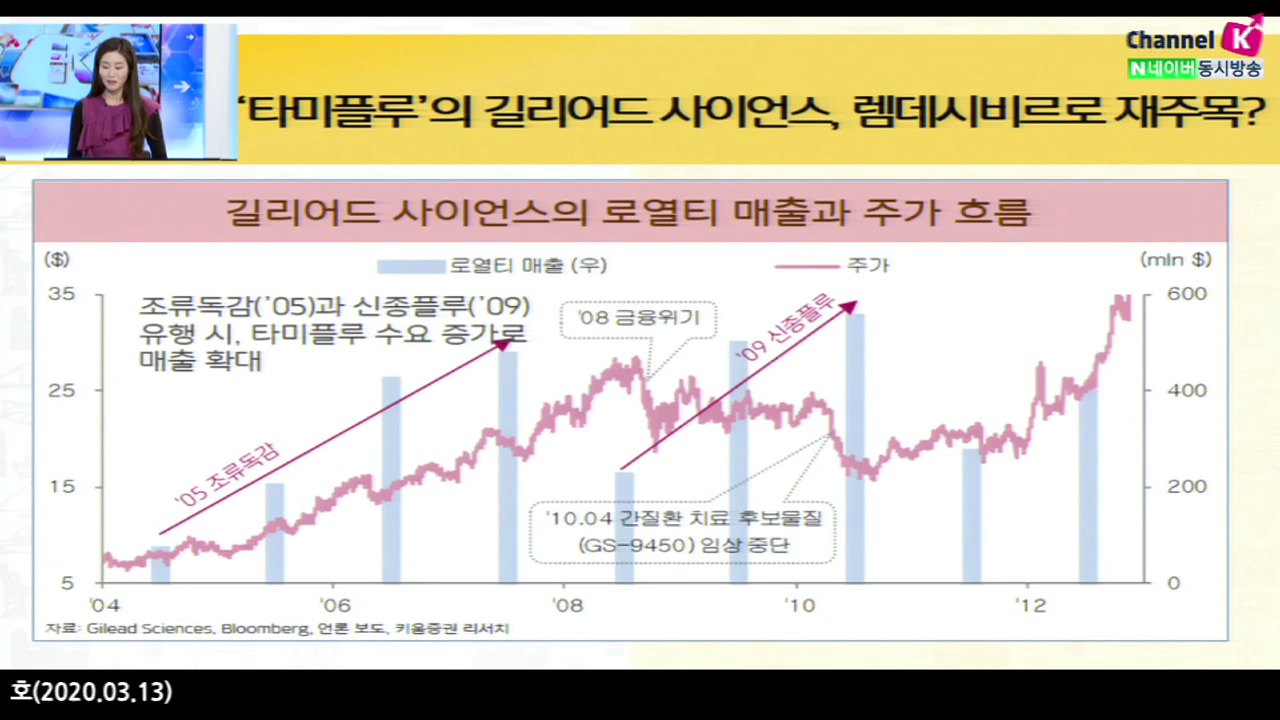 Channel K
N네이버 동시방송
‘타미플루’의 길리어드 사이언스, 렘데시비르로 재주목?
길리어드 사이언스의 로열티 매출과 주가 흐름
($)
로열티 매출 (우)
주가
(mln $)
35
25
15
5
600
400
200
0
조류독감(’05)과 신종플루(’09)
유행 시, 타미플루 수요 증가로
매출 확대
'05 조류독감
'08 금융위기
'09 신종플루
'10.04 간질환 치료 후보물질
(GS-9450) 임상 중단
'04
'06
'08
'10
'12
자료: Gilead Sciences, Bloomberg, 언론 보도, 키움증권 리서치
호(2020.03.13)